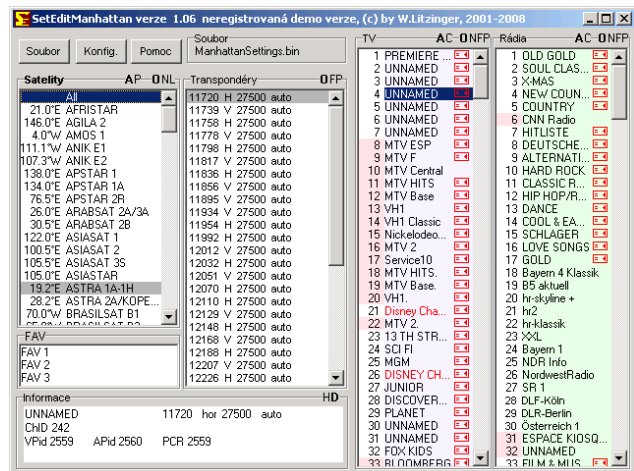 SetEditManhattan verze 1.06 neregistrovaná demo verze, (c) by W.Litzinger, 2001-2008
Soubor
Konfig.
Pomoc
Soubor
ManhattanSettings.bin
Satelity AP ONL
All
21.0°E AFRISTAR
146.0°E AGILA 2
4.0°W AMOS 1
111.1°W ANIK E1
107.3°W ANIK E2
138.0°E APSTAR 1
134.0°E APSTAR 1A
76.5°E APSTAR 2R
26.0°E ARABSAT 2A/3A
30.5°E ARABSAT 2B
122.0°E ASIASAT 1
100.5°E ASIASAT 2
105.5°E ASIASAT 3S
105.0°E ASIASTAR
19.2°E ASTRA 1A-1H
28.2°E ASTRA 2A/KOPE...
70.0°W BRASILSAT B1
Transpondéry OFP
11720 H 27500 auto
11739 V 27500 auto
11758 H 27500 auto
11778 V 27500 auto
11798 H 27500 auto
11817 V 27500 auto
11836 H 27500 auto
11856 V 27500 auto
11895 V 27500 auto
11934 V 27500 auto
11954 H 27500 auto
11992 H 27500 auto
12012 V 27500 auto
12032 H 27500 auto
12051 V 27500 auto
12070 H 27500 auto
12110 H 27500 auto
12129 V 27500 auto
12148 H 27500 auto
12168 V 27500 auto
12188 H 27500 auto
12207 V 27500 auto
12226 H 27500 auto
FAV
FAV 1
FAV 2
FAV 3
Informace HD
UNNAMED 11720 hor 27500 auto
ChID 242
VPid 2559 APid 2560 PCR 2559
TV AC ONFP
1 PREMIERE ...
2 UNNAMED
3 UNNAMED
4 UNNAMED
5 UNNAMED
6 UNNAMED
7 UNNAMED
8 MTV ESP
9 MTV F
10 MTV Central
11 MTV HITS
12 MTV Base
13 VH1
14 VH1 Classic
15 Nickelodeo...
16 MTV 2
17 Service10
18 MTV HITS.
19 MTV Base.
20 VH1.
21 Disney Cha...
22 MTV 2.
23 13 TH STR...
24 SCI FI
25 MGM
26 DISNEY CH...
27 JUNIOR
28 DISCOVER...
29 PLANET
30 UNNAMED
31 UNNAMED
32 FOX KIDS
33 BLOOMBERG
Rádia AC ONFP
1 OLD GOLD
2 SOUL CLAS...
3 X-MAS
4 NEW COUN...
5 COUNTRY
6 CNN Radio
7 HITLISTE
8 DEUTSCHE...
9 ALTERNATI...
10 HARD ROCK
11 CLASSIC R...
12 HIP HOP/R...
13 DANCE
14 COOL & EA...
15 SCHLAGER
16 LOVE SONGS
17 GOLD
18 Bayern 4 Klassik
19 B5 aktuell
20 hr-skyline +
21 hr2
22 hr-klassik
23 XXL
24 Bayern 1
25 NDR Info
26 NordwestRadio
27 SR 1
28 DLF-Köln
29 DLR-Berlin
30 Österreich 1
31 ESPACE KIOSQ...
32 UNNAMED
33 FILM & MUS...